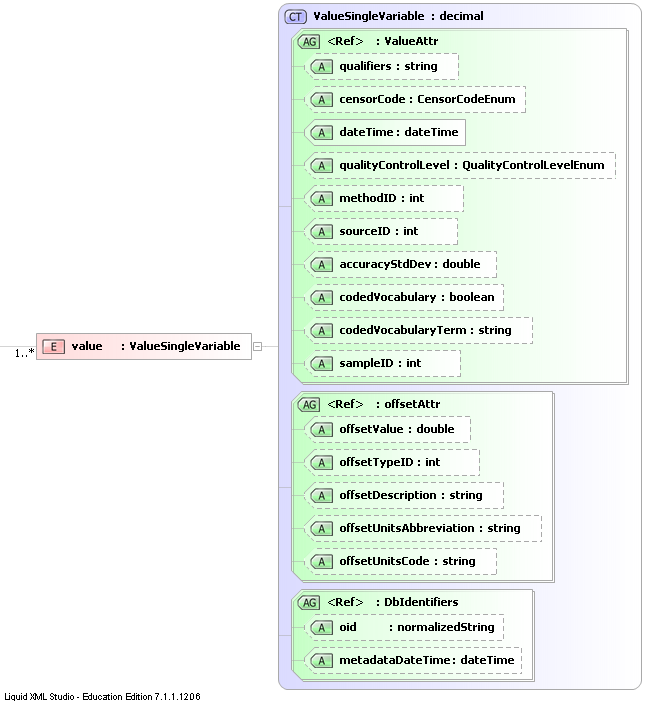 CT ValueSingleVariable : decimal
AG <Ref> : ValueAttr
A qualifiers : string
A censorCode : CensorCodeEnum
A dateTime : dateTime
A qualityControlLevel : QualityControlLevelEnum
A methodID : int
A sourceID : int
A accuracyStdDev : double
A codedVocabulary : boolean
A codedVocabularyTerm : string
A sampleID : int
1..* E value : ValueSingleVariable
AG <Ref> : offsetAttr
A offsetValue : double
A offsetTypeID : int
A offsetDescription : string
A offsetUnitsAbbreviation : string
A offsetUnitsCode : string
AG <Ref> : DbIdentifiers
A oid : normalizedString
A metadataDateTime : dateTime
Liquid XML Studio - Education Edition 7.1.1.1206